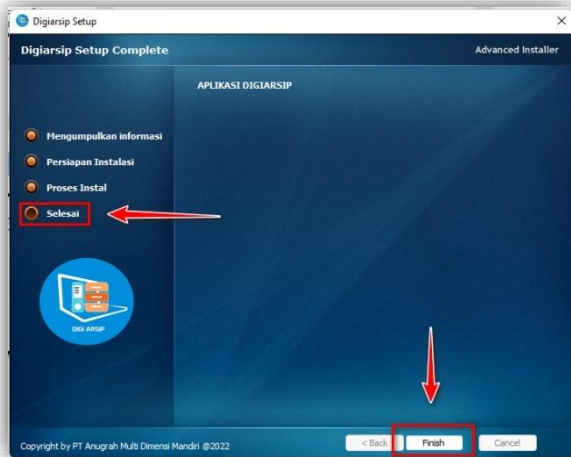 Digiarsip Setup
Digiarsip Setup Complete
Advanced Installer
APLIKASI DIGIARSIP
Mengumpulkan informasi
Persiapan Instalasi
Proses Instal
Selesai
DIGI ARSIP
Copyright by PT Anugrah Multi Dimensi Mandiri @2022
< Back
Finish
Cancel